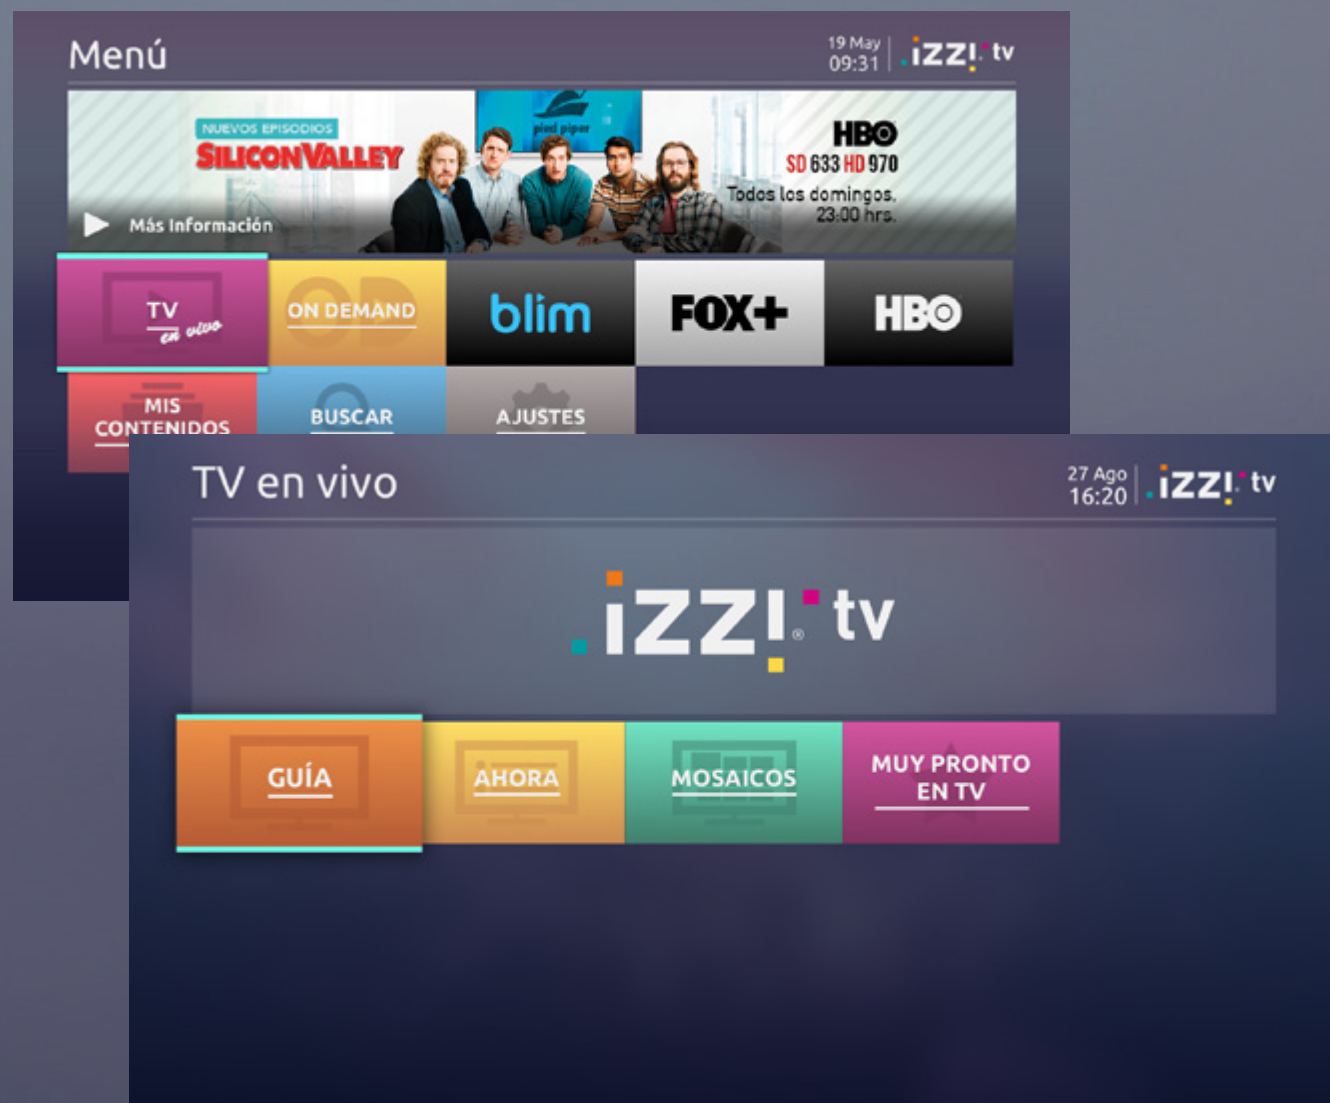 Menú
19 May
09:31
izzi tv
NUEVOS EPISODIOS
SILICON VALLEY
pied piper
HBO
SD 633 HD 970
Todos los domingos,
23:00 hrs.
Más Información
TV
en vivo
ON DEMAND
blim
FOX+
HBO
MIS
CONTENIDOS
BUSCAR
AJUSTES
TV en vivo
27 Ago
16:20
izzi tv
izzi® tv
GUÍA
AHORA
MOSAICOS
MUY PRONTO
EN TV